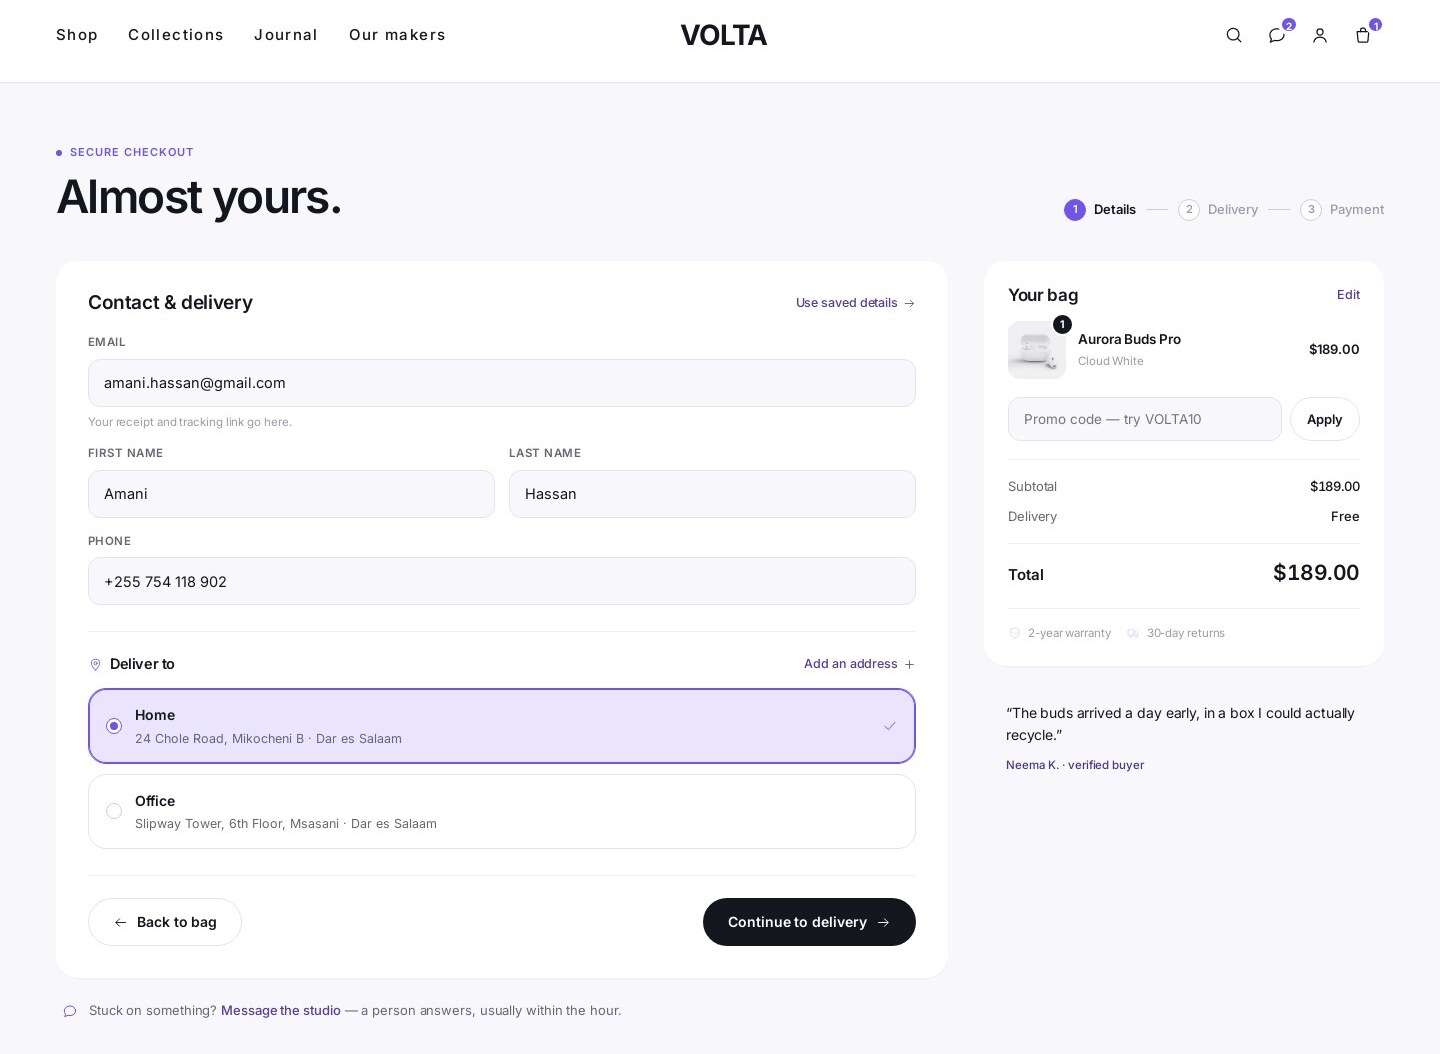 Shop Collections Journal Our makers
VOLTA
2
1
SECURE CHECKOUT
Almost yours.
1 Details 2 Delivery 3 Payment
Contact & delivery
Use saved details →
EMAIL
amani.hassan@gmail.com
Your receipt and tracking link go here.
FIRST NAME
Amani
LAST NAME
Hassan
PHONE
+255 754 118 902
Deliver to
Add an address +
Home
24 Chole Road, Mikocheni B · Dar es Salaam
Office
Slipway Tower, 6th Floor, Msasani · Dar es Salaam
← Back to bag
Continue to delivery →
Stuck on something? Message the studio — a person answers, usually within the hour.
Your bag
Edit
1
Aurora Buds Pro
Cloud White
$189.00
Promo code — try VOLTA10
Apply
Subtotal $189.00
Delivery Free
Total $189.00
2-year warranty 30-day returns
“The buds arrived a day early, in a box I could actually
recycle.”
Neema K. · verified buyer